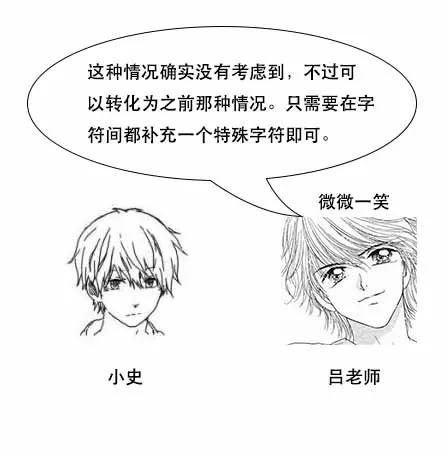 这种情况确实没有考虑到，不过可
以转化为之前那种情况。只需要在字
符间都补充一个特殊字符即可。
微微一笑
小史
吕老师